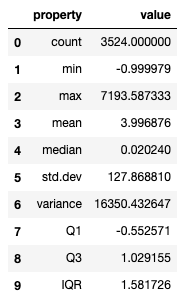 property value
0 count 3524.000000
1 min -0.999979
2 max 7193.587333
3 mean 3.996876
4 median 0.020240
5 std.dev 127.868810
6 variance 16350.432647
7 Q1 -0.552571
8 Q3 1.029155
9 IQR 1.581726